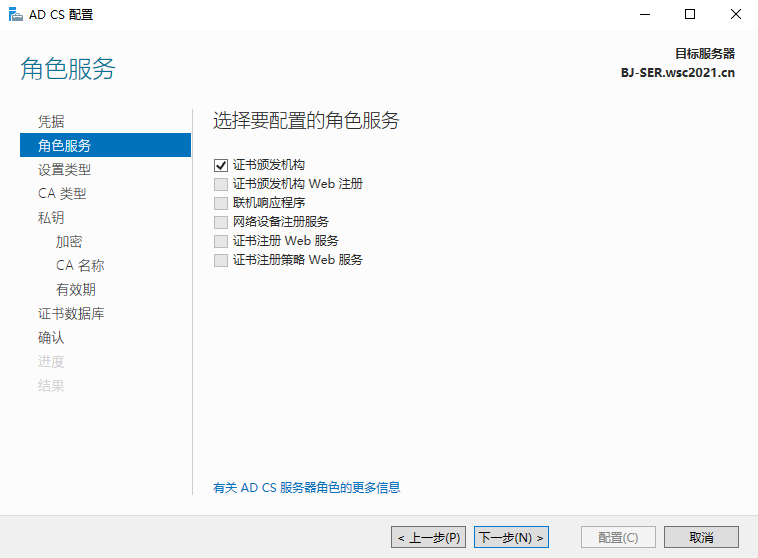 AD CS 配置
角色服务
目标服务器
BJ-SER.wsc2021.cn
凭据
角色服务
设置类型
CA 类型
私钥
加密
CA 名称
有效期
证书数据库
确认
进度
结果
选择要配置的角色服务
证书颁发机构
证书颁发机构 Web 注册
联机响应程序
网络设备注册服务
证书注册 Web 服务
证书注册策略 Web 服务
有关 AD CS 服务器角色的更多信息
< 上一步(P)
下一步(N) >
配置(C)
取消